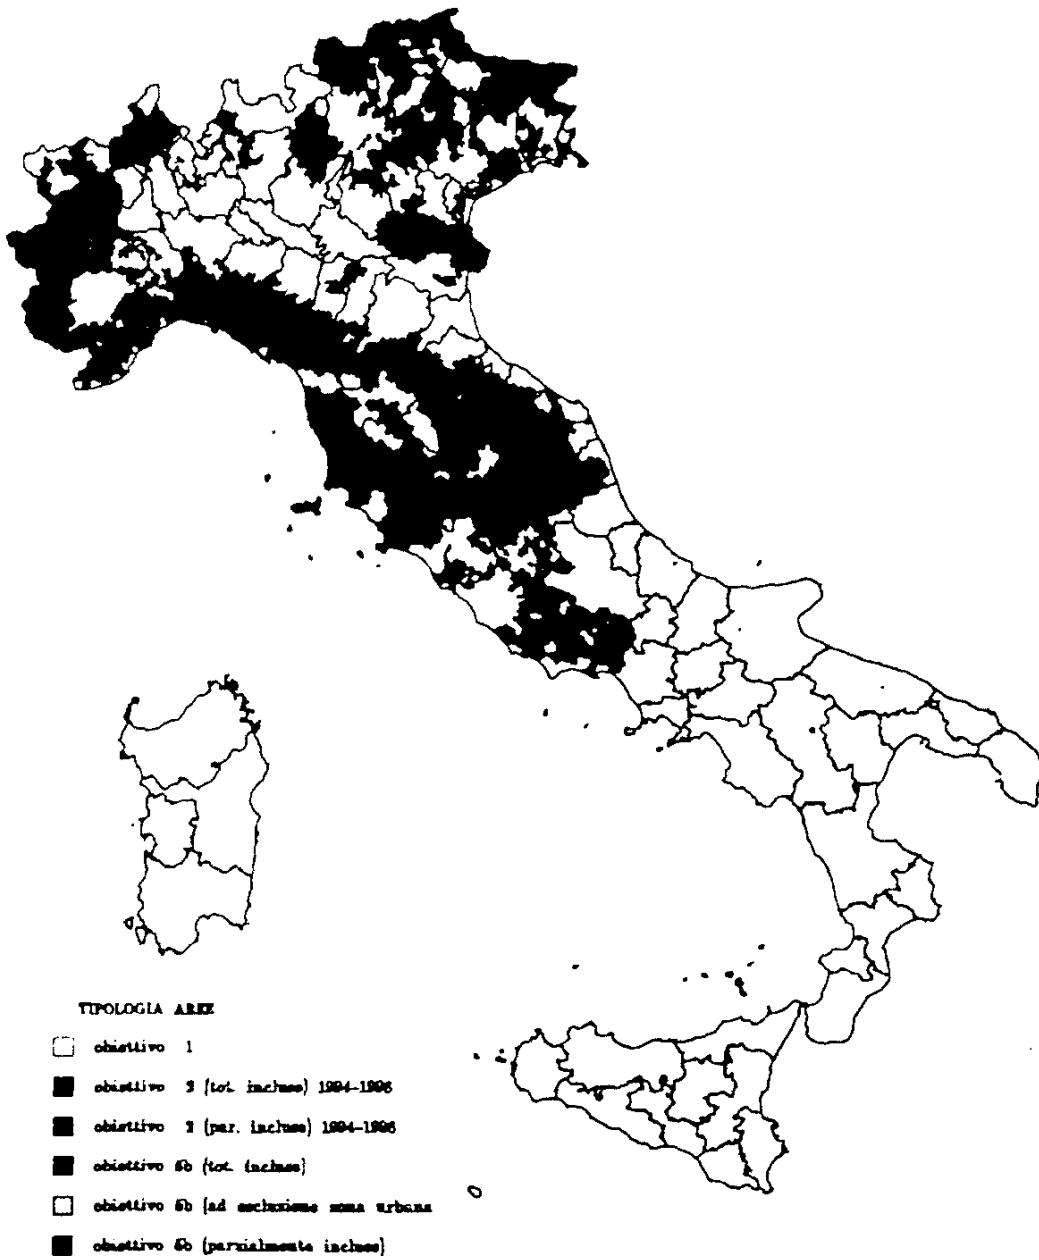 TIPOLOGIA AREE
obiettivo 1
obiettivo 2 (tot. incluse) 1994-1996
obiettivo 2 (par. incluse) 1994-1996
obiettivo 5b (tot. incluse)
obiettivo 5b (ad esclusione zona urbana
obiettivo 5b (parzialmente incluse)